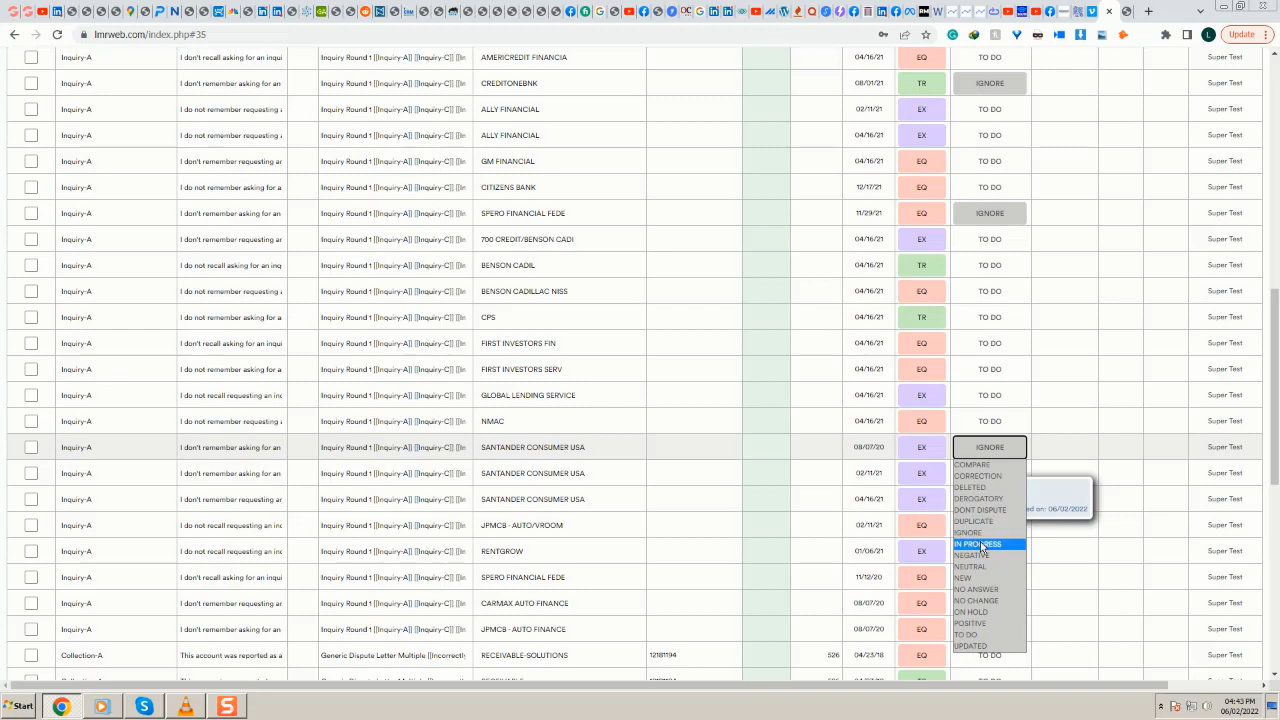 lmrweb.com/index.php#35
L
Update
Inquiry-A I don't recall asking for an inqui Inquiry Round 1 [[Inquiry-A]] [[Inquiry-C]] [[In AMERICREDIT FINANCIA 04/16/21 EQ TO DO Super Test
Inquiry-A I don't remember requesting a Inquiry Round 1 [[Inquiry-A]] [[Inquiry-C]] [[In CREDITONEBNK 08/01/21 TR IGNORE Super Test
Inquiry-A I do not remember requesting Inquiry Round 1 [[Inquiry-A]] [[Inquiry-C]] [[In ALLY FINANCIAL 02/11/21 EX TO DO Super Test
Inquiry-A I do not remember requesting Inquiry Round 1 [[Inquiry-A]] [[Inquiry-C]] [[In ALLY FINANCIAL 04/16/21 EX TO DO Super Test
Inquiry-A I don't remember requesting an Inquiry Round 1 [[Inquiry-A]] [[Inquiry-C]] [[In GM FINANCIAL 04/16/21 EQ TO DO Super Test
Inquiry-A I don't remember asking for a Inquiry Round 1 [[Inquiry-A]] [[Inquiry-C]] [[In CITIZENS BANK 12/17/21 EQ TO DO Super Test
Inquiry-A I don't remember asking for an Inquiry Round 1 [[Inquiry-A]] [[Inquiry-C]] [[In SPERO FINANCIAL FEDE 11/29/21 EQ IGNORE Super Test
Inquiry-A I do not remember requesting Inquiry Round 1 [[Inquiry-A]] [[Inquiry-C]] [[In 700 CREDIT/BENSON CADI 04/16/21 EX TO DO Super Test
Inquiry-A I do not recall asking for an inq Inquiry Round 1 [[Inquiry-A]] [[Inquiry-C]] [[In BENSON CADIL 04/16/21 TR TO DO Super Test
Inquiry-A I do not remember requesting Inquiry Round 1 [[Inquiry-A]] [[Inquiry-C]] [[In BENSON CADILLAC NISS 04/16/21 EQ TO DO Super Test
Inquiry-A I do not remember asking for a Inquiry Round 1 [[Inquiry-A]] [[Inquiry-C]] [[In CPS 04/16/21 TR TO DO Super Test
Inquiry-A I don't recall asking for an inqui Inquiry Round 1 [[Inquiry-A]] [[Inquiry-C]] [[In FIRST INVESTORS FIN 04/16/21 EQ TO DO Super Test
Inquiry-A I do not remember asking for a Inquiry Round 1 [[Inquiry-A]] [[Inquiry-C]] [[In FIRST INVESTORS SERV 04/16/21 EQ TO DO Super Test
Inquiry-A I don't recall requesting an inc Inquiry Round 1 [[Inquiry-A]] [[Inquiry-C]] [[In GLOBAL LENDING SERVICE 04/16/21 EX TO DO Super Test
Inquiry-A I do not recall requesting Inquiry Round 1 [[Inquiry-A]] [[Inquiry-C]] [[In NMAC 04/16/21 EQ TO DO Super Test
Inquiry-A I don't remember asking for an Inquiry Round 1 [[Inquiry-A]] [[Inquiry-C]] [[In SANTANDER CONSUMER USA 08/07/20 EX IGNORE Super Test
Inquiry-A I do not remember asking for a Inquiry Round 1 [[Inquiry-A]] [[Inquiry-C]] [[In SANTANDER CONSUMER USA 02/11/21 EX Super Test
Inquiry-A I don't remember asking for an Inquiry Round 1 [[Inquiry-A]] [[Inquiry-C]] [[In SANTANDER CONSUMER USA 04/16/21 EX Super Test
Inquiry-A I do not recall requesting an i Inquiry Round 1 [[Inquiry-A]] [[Inquiry-C]] [[In JPMCB - AUTO/VROOM 02/11/21 EQ Super Test
Inquiry-A I do not recall requesting an i Inquiry Round 1 [[Inquiry-A]] [[Inquiry-C]] [[In RENTGROW 01/06/21 EX Super Test
Inquiry-A I do not remember asking for a Inquiry Round 1 [[Inquiry-A]] [[Inquiry-C]] [[In SPERO FINANCIAL FEDE 11/12/20 EQ Super Test
Inquiry-A I don't remember requesting an Inquiry Round 1 [[Inquiry-A]] [[Inquiry-C]] [[In CARMAX AUTO FINANCE 08/07/20 EQ Super Test
Inquiry-A I do not remember requesting Inquiry Round 1 [[Inquiry-A]] [[Inquiry-C]] [[In JPMCB - AUTO FINANCE 08/07/20 EQ Super Test
Collection-A This account was reported as a Generic Dispute Letter Multiple [[Incorrectly RECEIVABLE-SOLUTIONS 12181194 526 04/23/18 EQ TO DO Super Test
COMPARE
CORRECTION
DELETED
DEROGATORY
DONT DISPUTE
DUPLICATE
IGNORE
IN PROGRESS
NEGATIVE
NEUTRAL
NEW
NO ANSWER
NO CHANGE
ON HOLD
POSITIVE
TO DO
UPDATED
ed on: 06/02/2022
Start
04:43 PM
06/02/2022